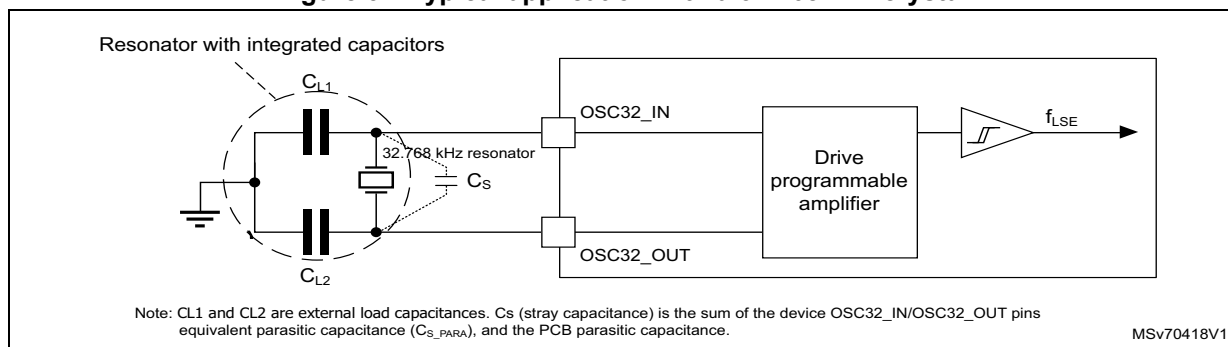 Resonator with integrated capacitors
CL1
OSC32_IN
fLSE
32.768 kHz resonator
CS
Drive
programmable
amplifier
OSC32_OUT
CL2
Note: CL1 and CL2 are external load capacitances. Cs (stray capacitance) is the sum of the device OSC32_IN/OSC32_OUT pins
equivalent parasitic capacitance (CS_PARA), and the PCB parasitic capacitance.
MSv70418V1